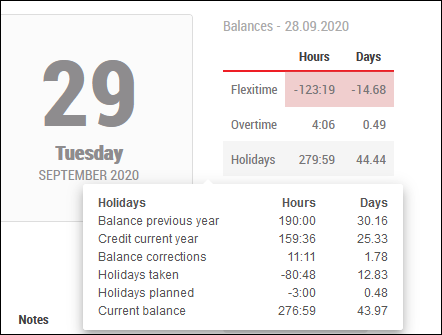 29
Tuesday
SEPTEMBER 2020
Balances - 28.09.2020
Hours Days
Flexitime -123:19 -14.68
Overtime 4:06 0.49
Holidays 279:59 44.44
Holidays Hours Days
Balance previous year 190:00 30.16
Credit current year 159:36 25.33
Balance corrections 11:11 1.78
Holidays taken -80:48 12.83
Holidays planned -3:00 0.48
Current balance 276:59 43.97
Notes